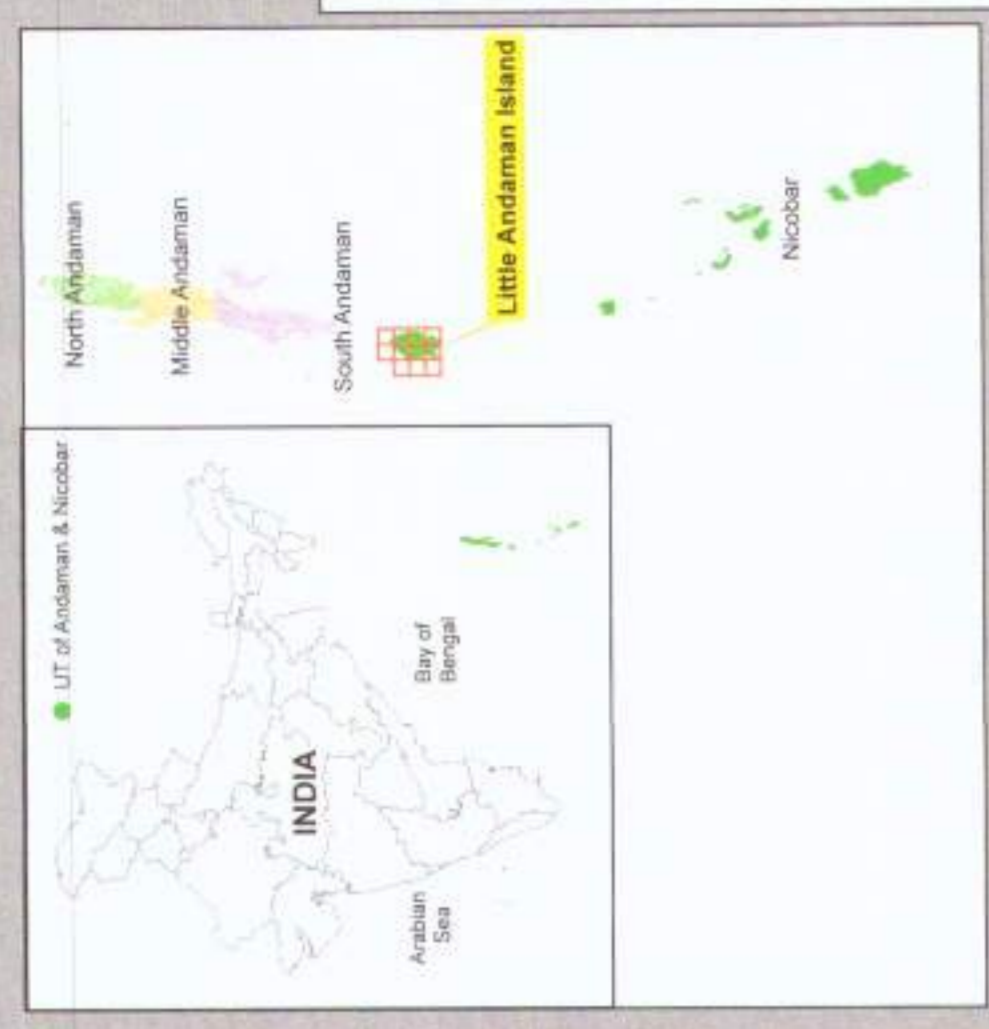 UT of Andaman & Nicobar
INDIA
Arabian
Sea
Bay of
Bengal
North Andaman
Middle Andaman
South Andaman
Little Andaman Island
Nicobar